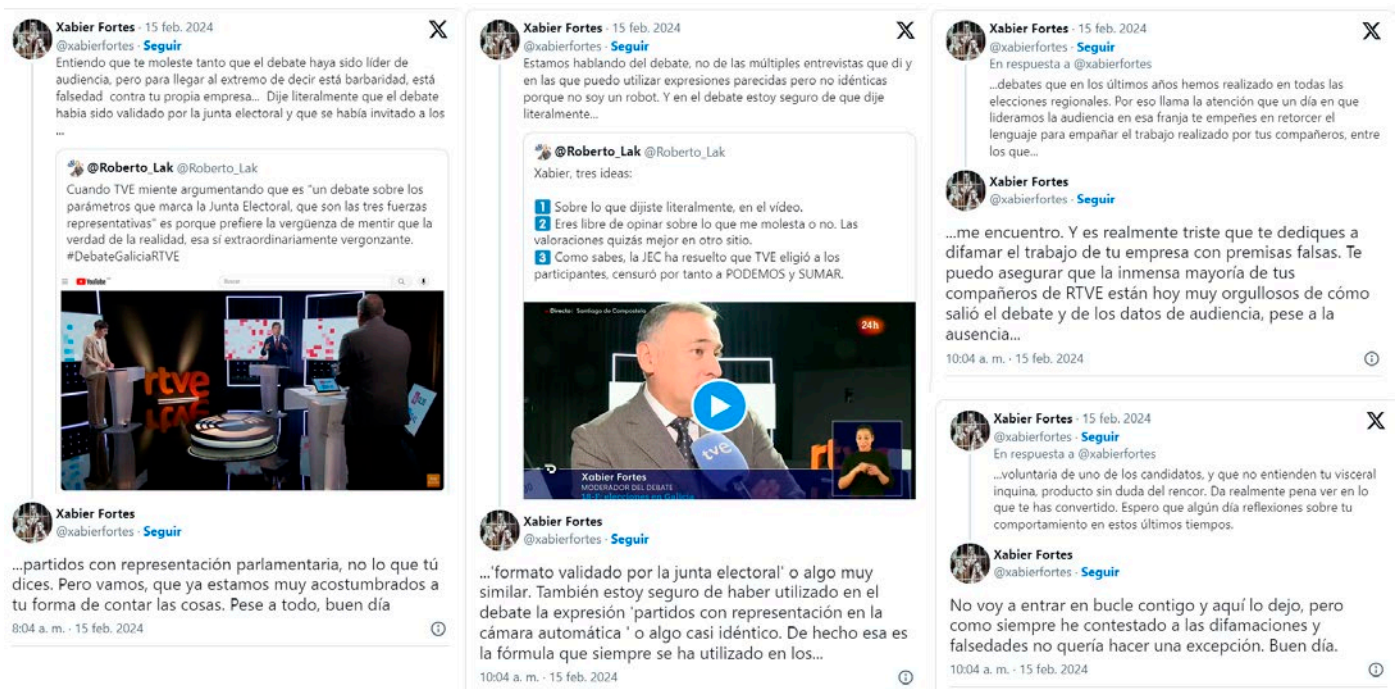 Xabier Fortes · 15 feb. 2024
@xabierfortes · Seguir
Entiendo que te moleste tanto que el debate haya sido líder de
audiencia, pero para llegar al extremo de decir está barbaridad, está
falsedad contra tu propia empresa... Dije literalmente que el debate
habia sido validado por la junta electoral y que se había invitado a los
...
@Roberto_Lak @Roberto_Lak
Cuando TVE miente argumentando que es "un debate sobre los
parámetros que marca la Junta Electoral, que son las tres fuerzas
representativas" es porque prefiere la vergüenza de mentir que la
verdad de la realidad, esa sí extraordinariamente vergonzante.
#DebateGaliciaRTVE
YouTube
Buscar
rtve
Xabier Fortes
@xabierfortes · Seguir
...partidos con representación parlamentaria, no lo que tú
dices. Pero vamos, que ya estamos muy acostumbrados a
tu forma de contar las cosas. Pese a todo, buen día
8:04 a. m. · 15 feb. 2024
Xabier Fortes · 15 feb. 2024
@xabierfortes · Seguir
Estamos hablando del debate, no de las múltiples entrevistas que di y
en las que puedo utilizar expresiones parecidas pero no idénticas
porque no soy un robot. Y en el debate estoy seguro de que dije
literalmente...
@Roberto_Lak @Roberto_Lak
Xabier, tres ideas:
1 Sobre lo que dijiste literalmente, en el vídeo.
2 Eres libre de opinar sobre lo que me molesta o no. Las
valoraciones quizás mejor en otro sitio.
3 Como sabes, la JEC ha resuelto que TVE eligió a los
participantes, censuró por tanto a PODEMOS y SUMAR.
Directo: Santiago de Compostela
24h
tve
Xabier Fortes
MODERADOR DEL DEBATE
18-F: elecciones en Galicia
Xabier Fortes
@xabierfortes · Seguir
...'formato validado por la junta electoral' o algo muy
similar. También estoy seguro de haber utilizado en el
debate la expresión 'partidos con representación en la
cámara automática ' o algo casi idéntico. De hecho esa es
la fórmula que siempre se ha utilizado en los...
10:04 a. m. · 15 feb. 2024
Xabier Fortes · 15 feb. 2024
@xabierfortes · Seguir
En respuesta a @xabierfortes
...debates que en los últimos años hemos realizado en todas las
elecciones regionales. Por eso llama la atención que un día en que
lideramos la audiencia en esa franja te empeñes en retorcer el
lenguaje para empañar el trabajo realizado por tus compañeros, entre
los que...
Xabier Fortes
@xabierfortes · Seguir
...me encuentro. Y es realmente triste que te dediques a
difamar el trabajo de tu empresa con premisas falsas. Te
puedo asegurar que la inmensa mayoría de tus
compañeros de RTVE están hoy muy orgullosos de cómo
salió el debate y de los datos de audiencia, pese a la
ausencia...
10:04 a. m. · 15 feb. 2024
Xabier Fortes · 15 feb. 2024
@xabierfortes · Seguir
En respuesta a @xabierfortes
...voluntaria de uno de los candidatos, y que no entienden tu visceral
inquina, producto sin duda del rencor. Da realmente pena ver en lo
que te has convertido. Espero que algún día reflexiones sobre tu
comportamiento en estos últimos tiempos.
Xabier Fortes
@xabierfortes · Seguir
No voy a entrar en bucle contigo y aquí lo dejo, pero
como siempre he contestado a las difamaciones y
falsedades no quería hacer una excepción. Buen día.
10:04 a. m. · 15 feb. 2024